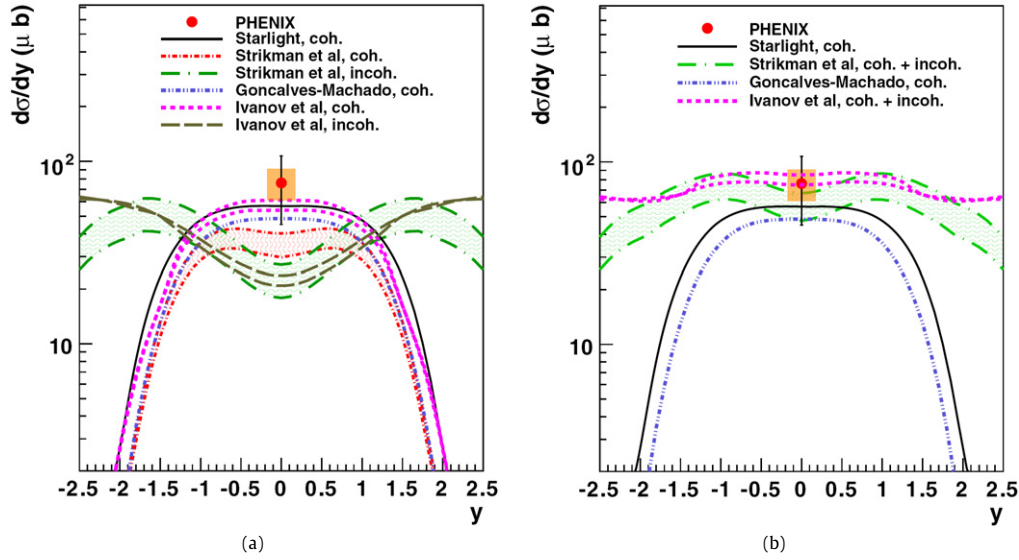 dσ/dy (μ b)
PHENIX
Starlight, coh.
Strikman et al, coh.
Strikman et al, incoh.
Goncalves-Machado, coh.
Ivanov et al, coh.
Ivanov et al, incoh.
10²
10
-2.5 -2 -1.5 -1 -0.5 0 0.5 1 1.5 2 2.5
y
(a)
dσ/dy (μ b)
PHENIX
Starlight, coh.
Strikman et al, coh. + incoh.
Goncalves-Machado, coh.
Ivanov et al, coh. + incoh.
10²
10
-2.5 -2 -1.5 -1 -0.5 0 0.5 1 1.5 2 2.5
y
(b)